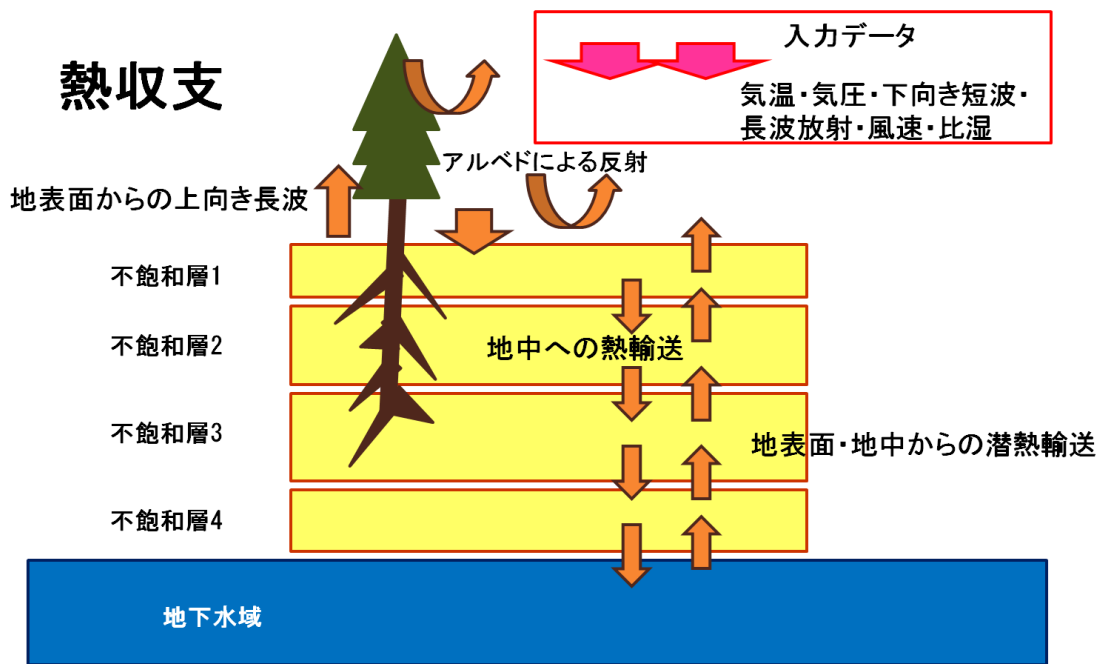 熱収支
入力データ
気温・気圧・下向き短波・
長波放射・風速・比湿
アルベドによる反射
地表面からの上向き長波
不飽和層1
不飽和層2
地中への熱輸送
不飽和層3
地表面・地中からの潜熱輸送
不飽和層4
地下水域